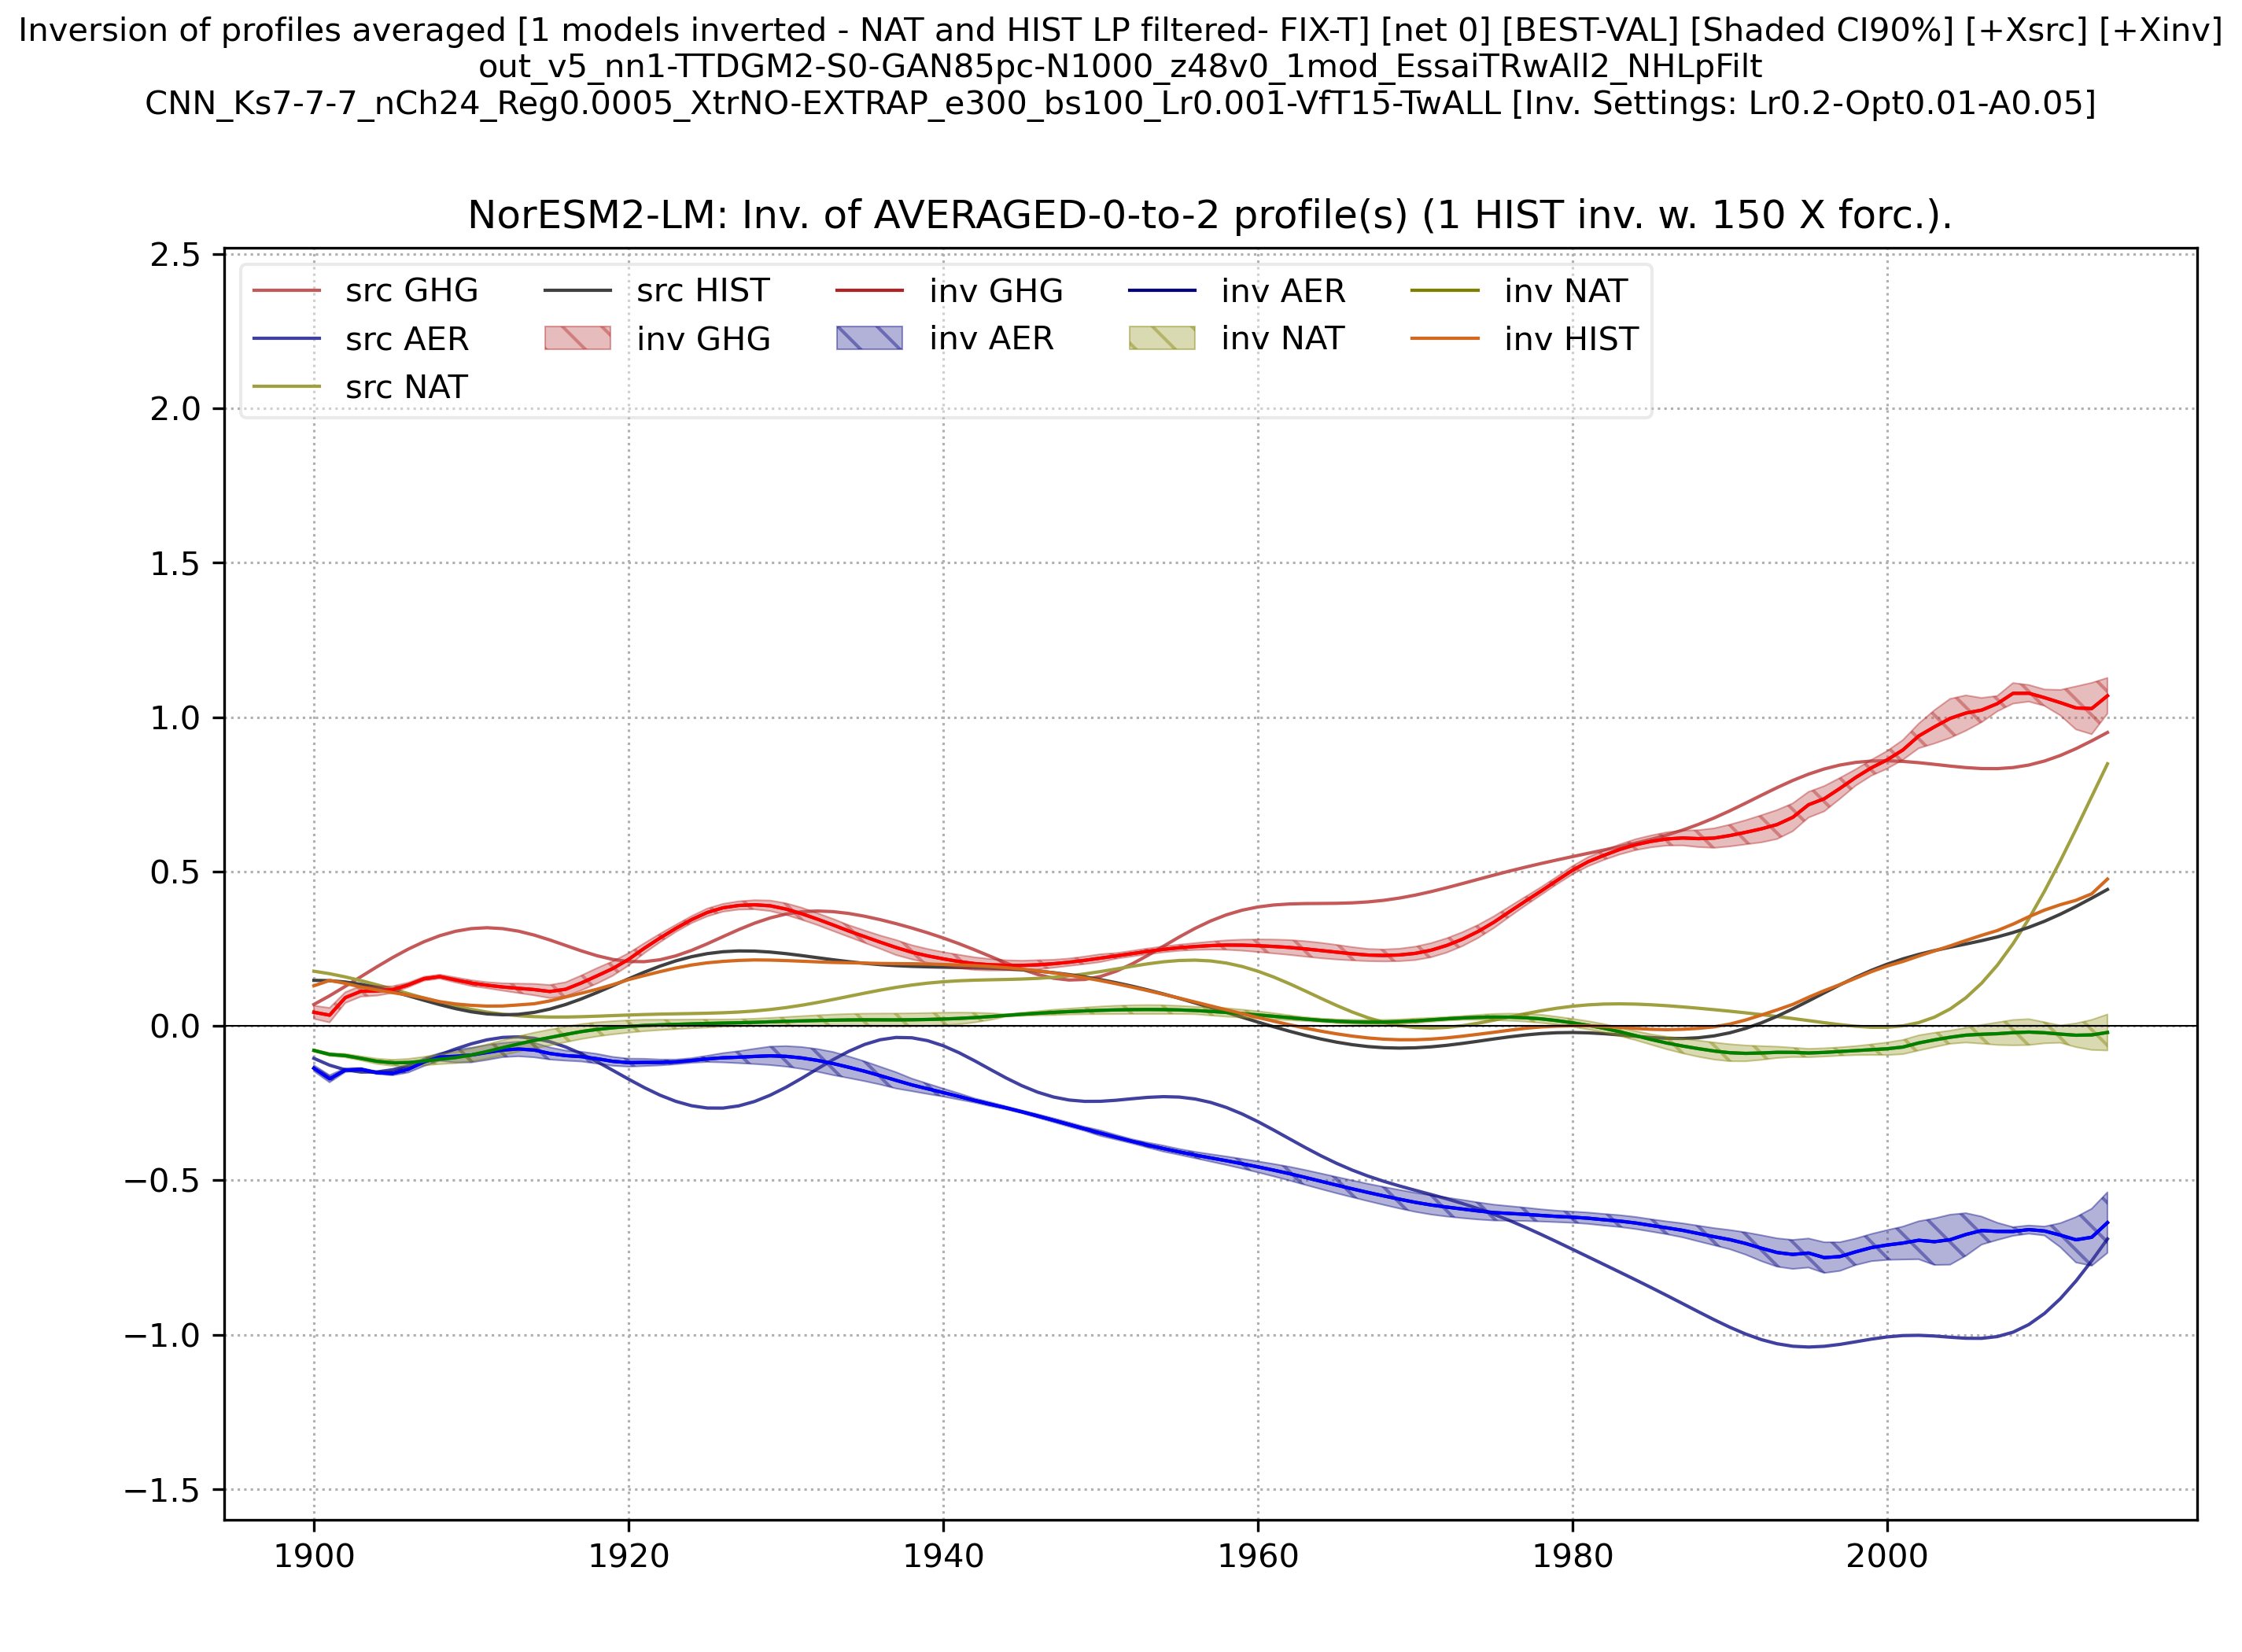 Inversion of profiles averaged [1 models inverted - NAT and HIST LP filtered- FIX-T] [net 0] [BEST-VAL] [Shaded CI90%] [+Xsrc] [+Xinv]
out_v5_nn1-TTDGM2-S0-GAN85pc-N1000_z48v0_1mod_EssaiTRwAll2_NHLpFilt
CNN_Ks7-7-7_nCh24_Reg0.0005_XtrNO-EXTRAP_e300_bs100_Lr0.001-VfT15-TwALL [Inv. Settings: Lr0.2-Opt0.01-A0.05]
NorESM2-LM: Inv. of AVERAGED-0-to-2 profile(s) (1 HIST inv. w. 150 X forc.).
src GHG
src AER
src NAT
src HIST
inv GHG
inv GHG
inv AER
inv AER
inv NAT
inv NAT
inv HIST
2.5
2.0
1.5
1.0
0.5
0.0
−0.5
−1.0
−1.5
1900 1920 1940 1960 1980 2000